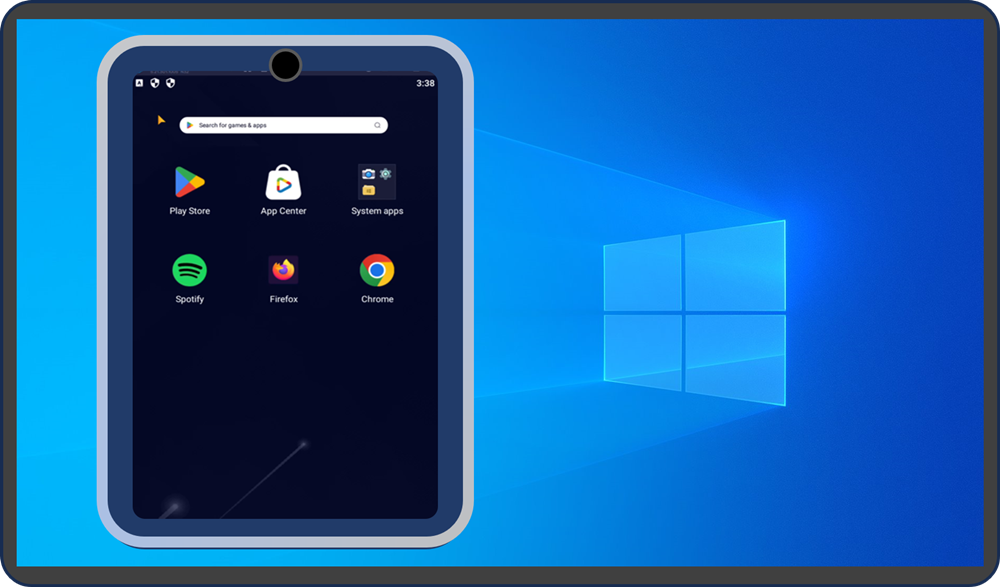 3:38
Search for games & apps
Play Store
App Center
System apps
Spotify
Firefox
Chrome